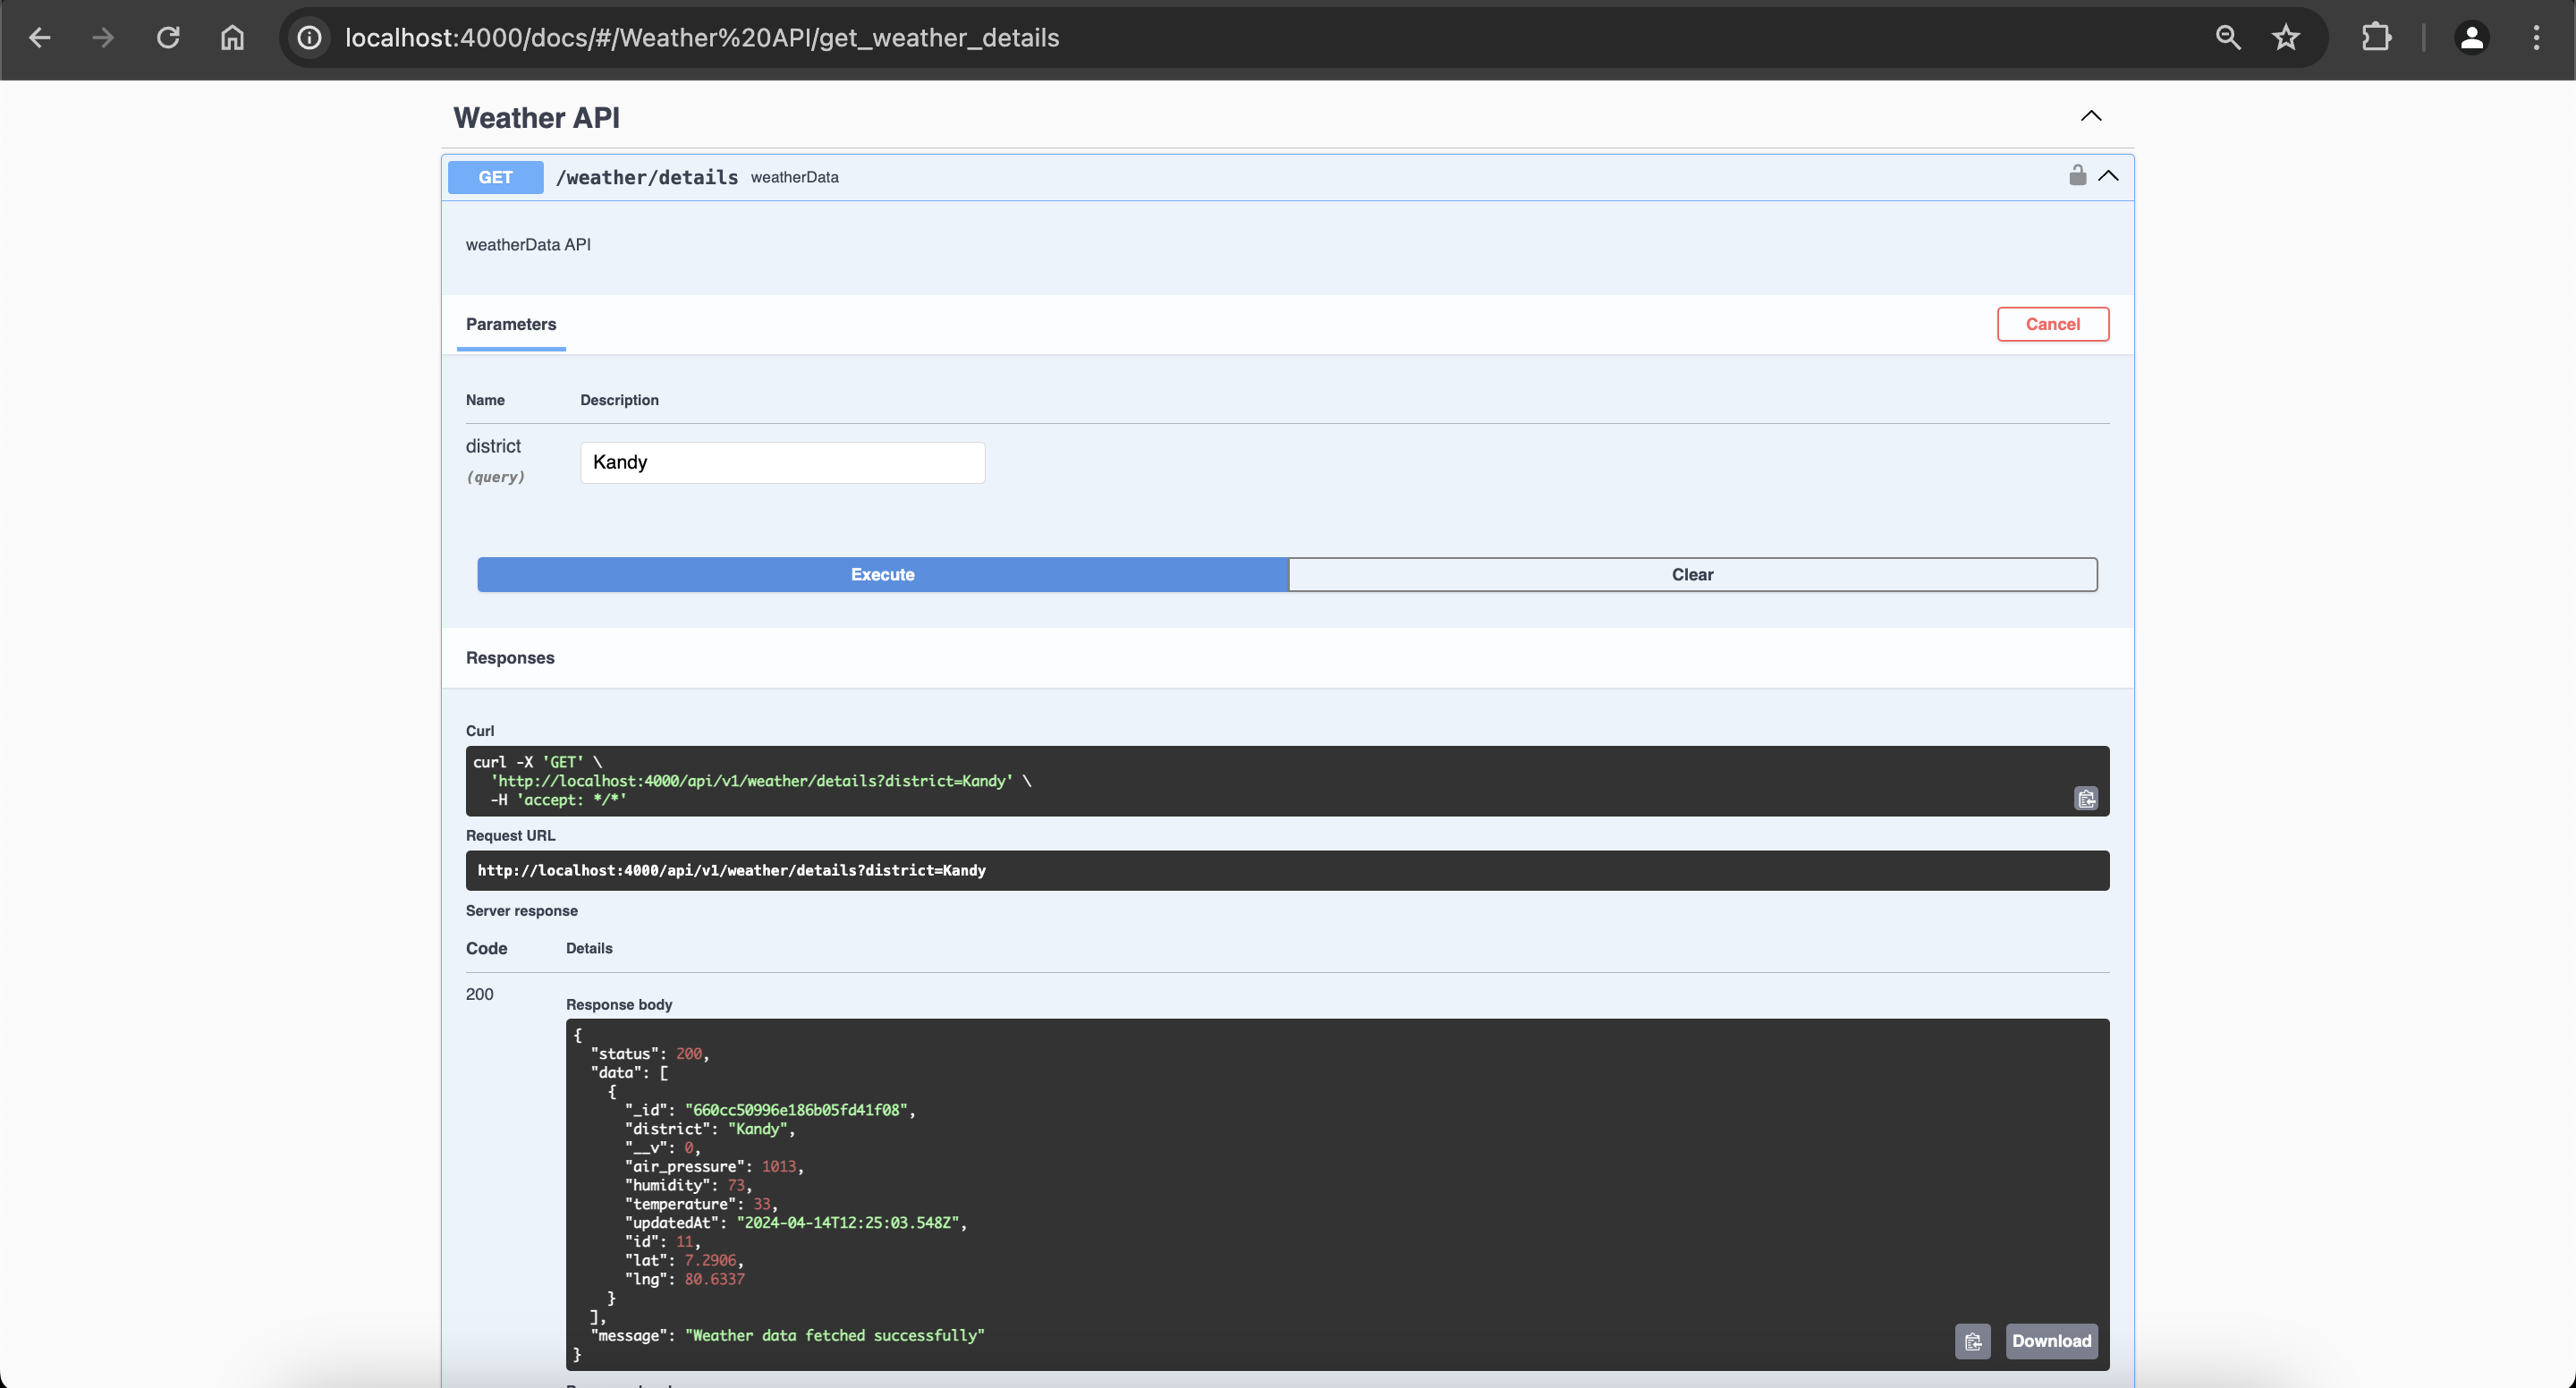 localhost:4000/docs/#/Weather%20API/get_weather_details
Weather API
GET /weather/details weatherData
weatherData API
Parameters
Cancel
Name Description
district
(query)
Kandy
Execute
Clear
Responses
Curl
curl -X 'GET' \
'http://localhost:4000/api/v1/weather/details?district=Kandy' \
-H 'accept: */*'
Request URL
http://localhost:4000/api/v1/weather/details?district=Kandy
Server response
Code Details
200
Response body
{
"status": 200,
"data": [
{
"_id": "660cc50996e186b05fd41f08",
"district": "Kandy",
"__v": 0,
"air_pressure": 1013,
"humidity": 73,
"temperature": 33,
"updatedAt": "2024-04-14T12:25:03.548Z",
"id": 11,
"lat": 7.2906,
"lng": 80.6337
}
],
"message": "Weather data fetched successfully"
}
Download